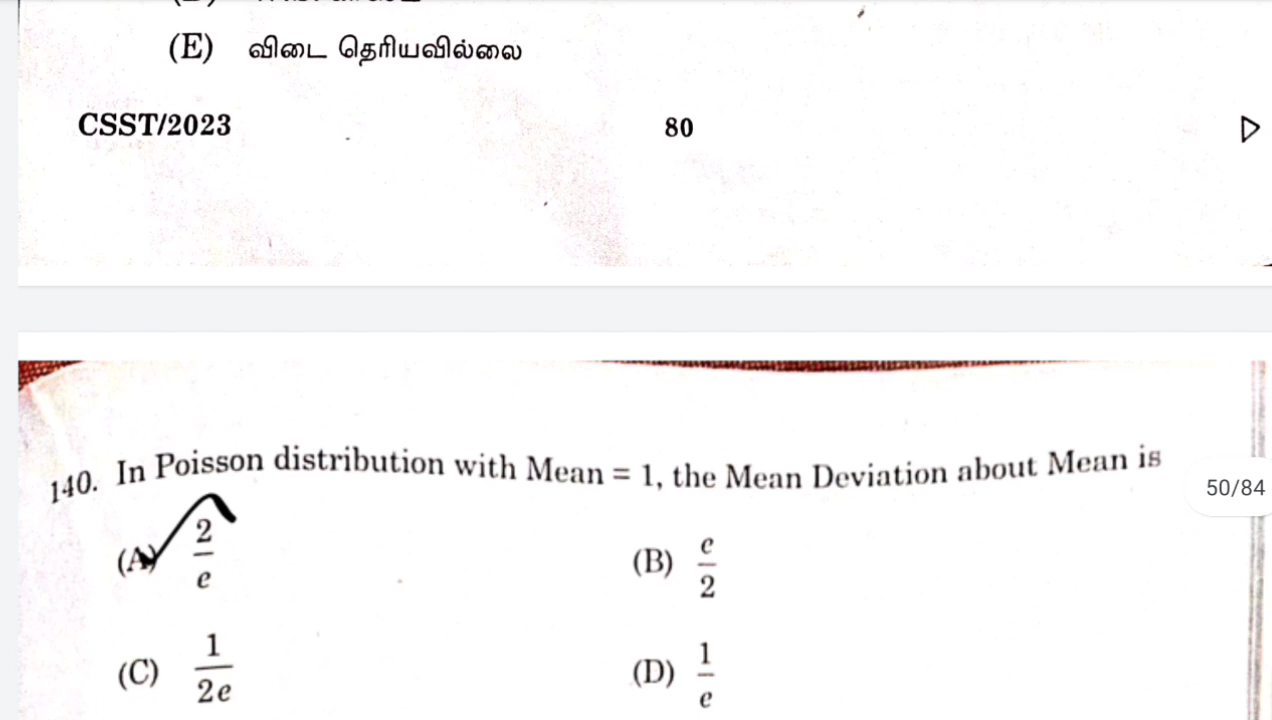 (E) விடை தெரியவில்லை
CSST/2023 80
140. In Poisson distribution with Mean = 1, the Mean Deviation about Mean is
50/84
(A) 2/e (B) e/2
(C) 1/2e (D) 1/e